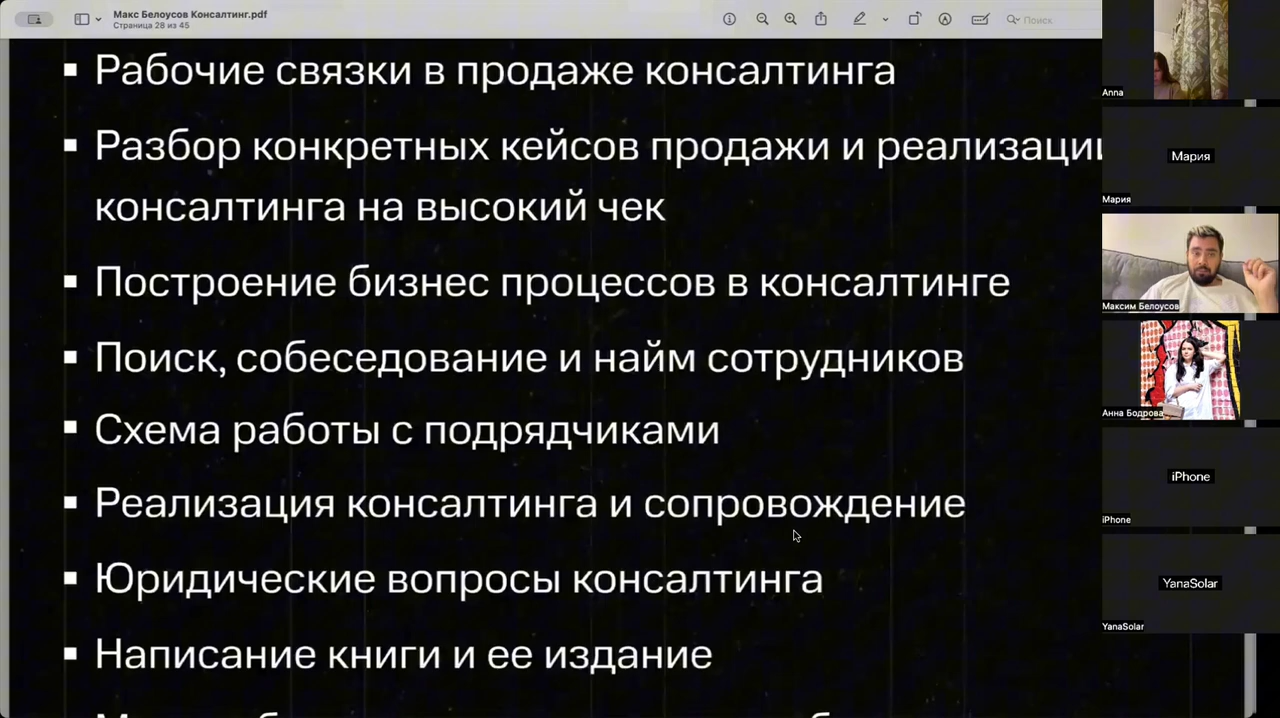 Макс Белоусов Консалтинг.pdf
Страница 28 из 45
Поиск
▪ Рабочие связки в продаже консалтинга
▪ Разбор конкретных кейсов продажи и реализации
консалтинга на высокий чек
▪ Построение бизнес процессов в консалтинге
▪ Поиск, собеседование и найм сотрудников
▪ Схема работы с подрядчиками
▪ Реализация консалтинга и сопровождение
▪ Юридические вопросы консалтинга
▪ Написание книги и ее издание
Anna
Мария
Мария
Максим Белоусов
Анна Бодрова
iPhone
iPhone
YanaSolar
YanaSolar